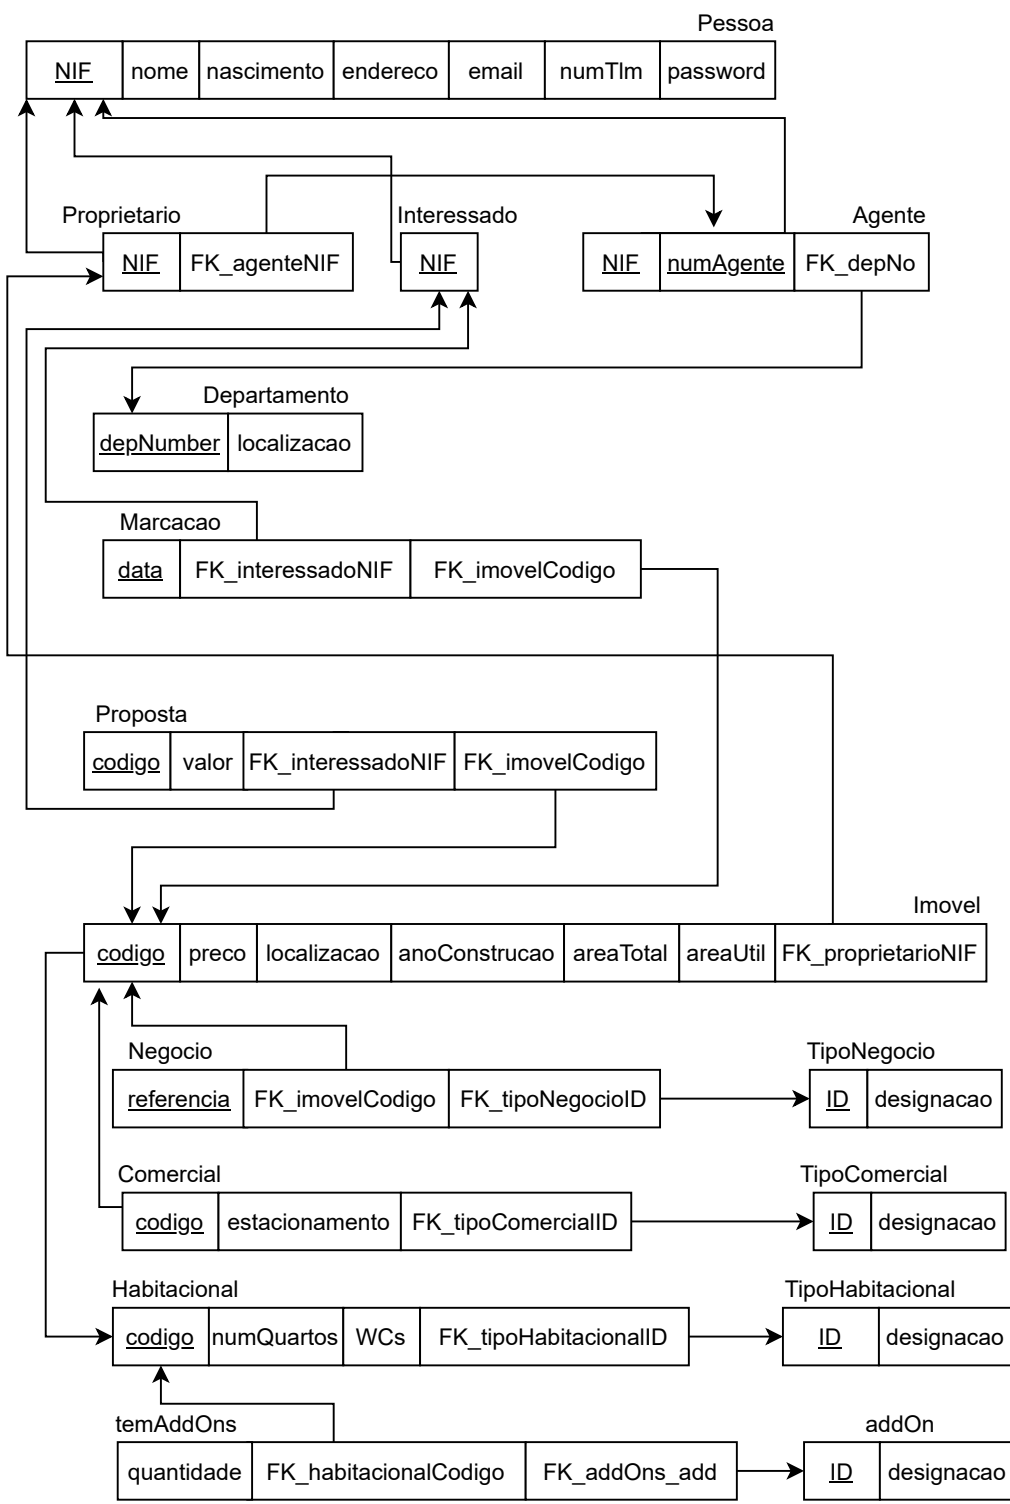 Pessoa
NIF nome nascimento endereco email numTlm password
Proprietario Interessado Agente
NIF FK_agenteNIF NIF NIF numAgente FK_depNo
Departamento
depNumber localizacao
Marcacao
data FK_interessadoNIF FK_imovelCodigo
Proposta
codigo valor FK_interessadoNIF FK_imovelCodigo
Imovel
codigo preco localizacao anoConstrucao areaTotal areaUtil FK_proprietarioNIF
Negocio TipoNegocio
referencia FK_imovelCodigo FK_tipoNegocioID ID designacao
Comercial TipoComercial
codigo estacionamento FK_tipoComercialID ID designacao
Habitacional TipoHabitacional
codigo numQuartos WCs FK_tipoHabitacionalID ID designacao
temAddOns addOn
quantidade FK_habitacionalCodigo FK_addOns_add ID designacao